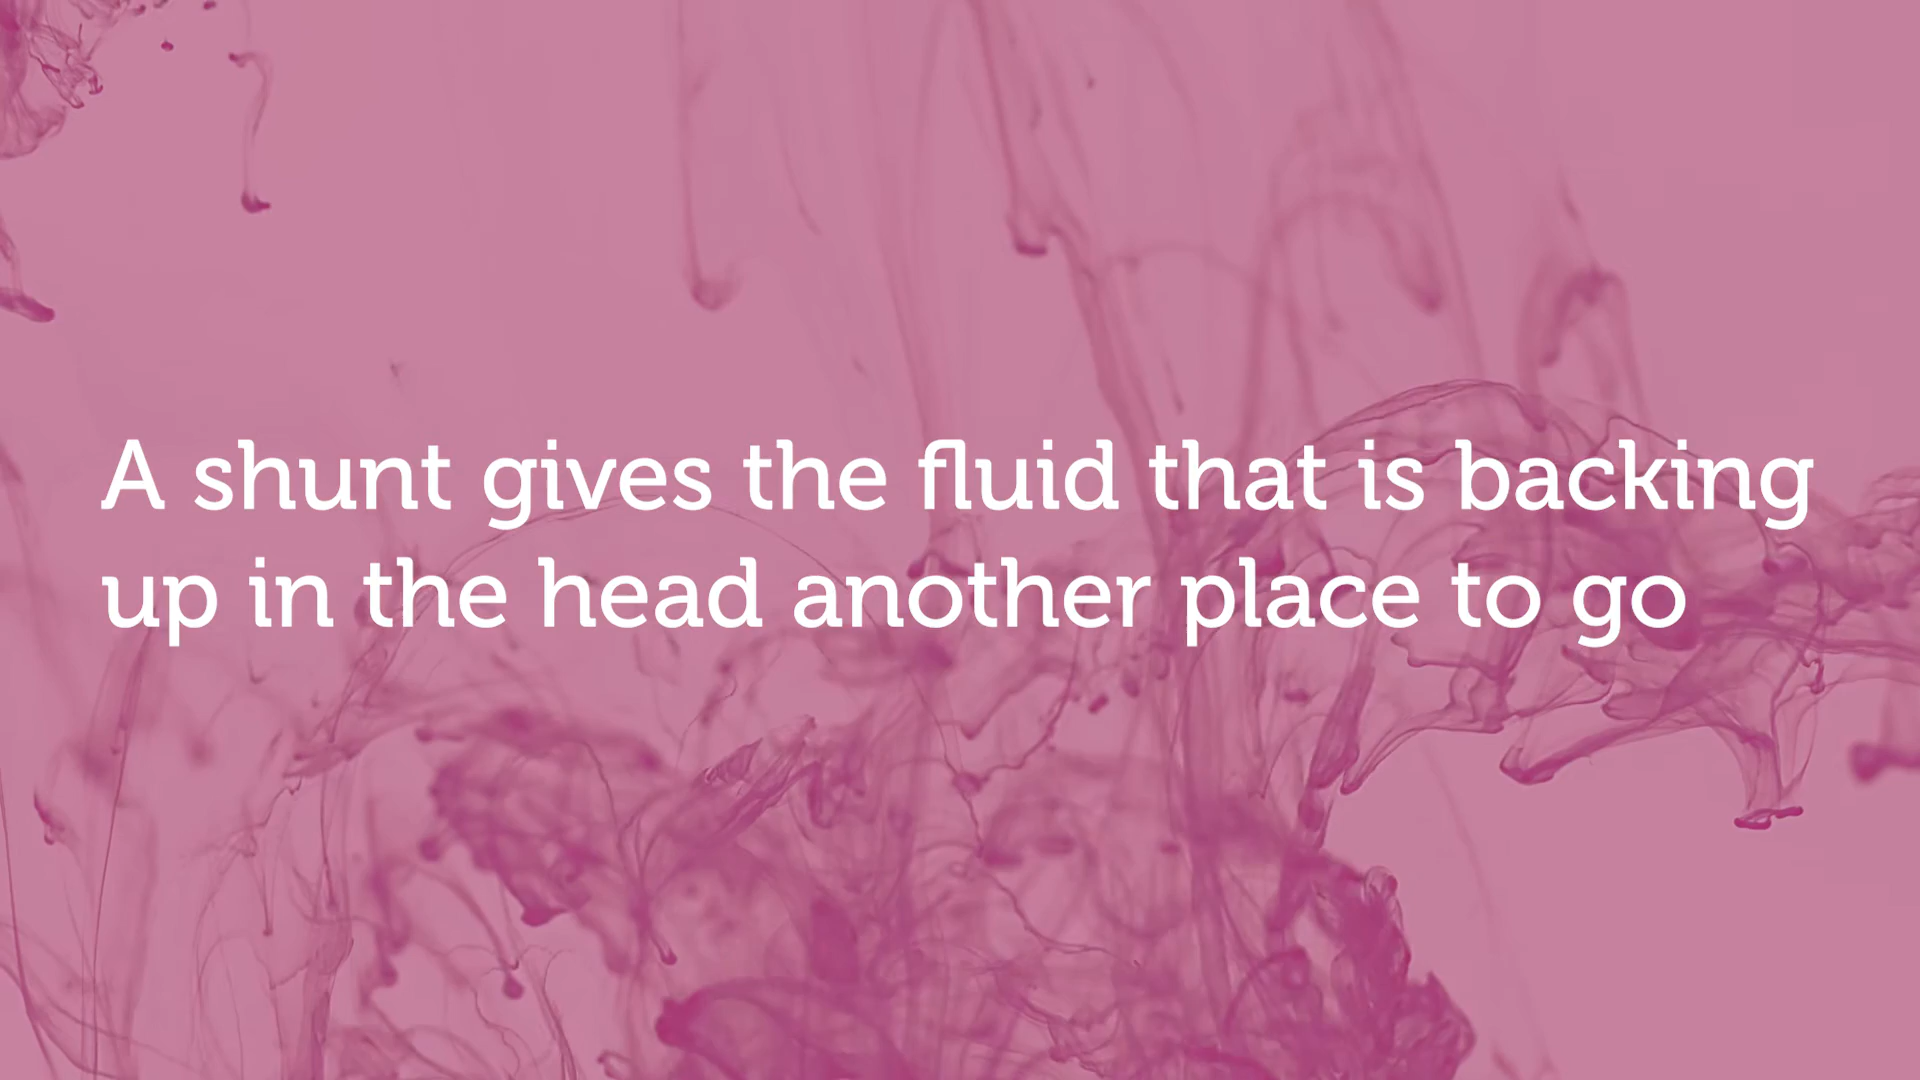 A shunt gives the fluid that is backing
up in the head another place to go